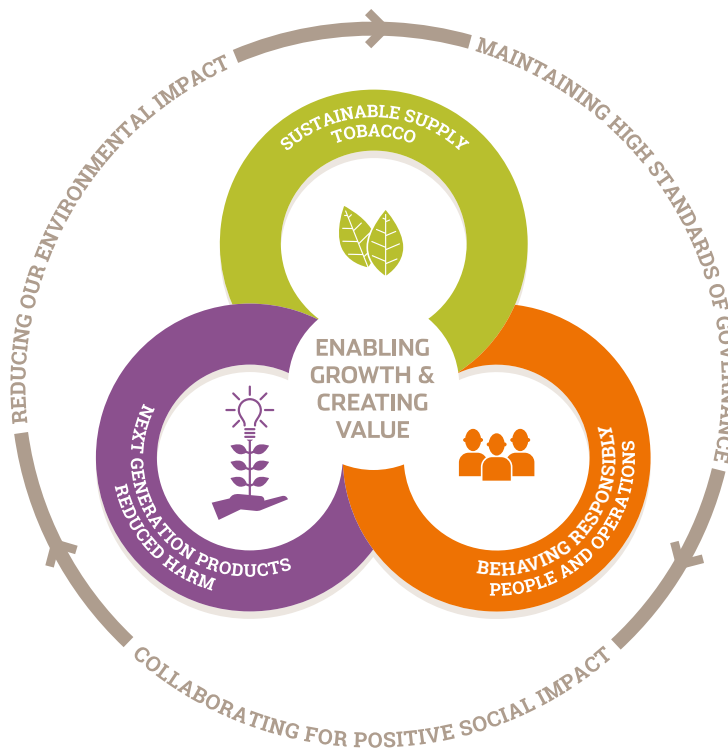 REDUCING OUR ENVIRONMENTAL IMPACT
MAINTAINING HIGH STANDARDS OF GOVERNANCE
COLLABORATING FOR POSITIVE SOCIAL IMPACT
SUSTAINABLE SUPPLY
TOBACCO
ENABLING
GROWTH &
CREATING
VALUE
NEXT GENERATION PRODUCTS
REDUCED HARM
BEHAVING RESPONSIBLY
PEOPLE AND OPERATIONS